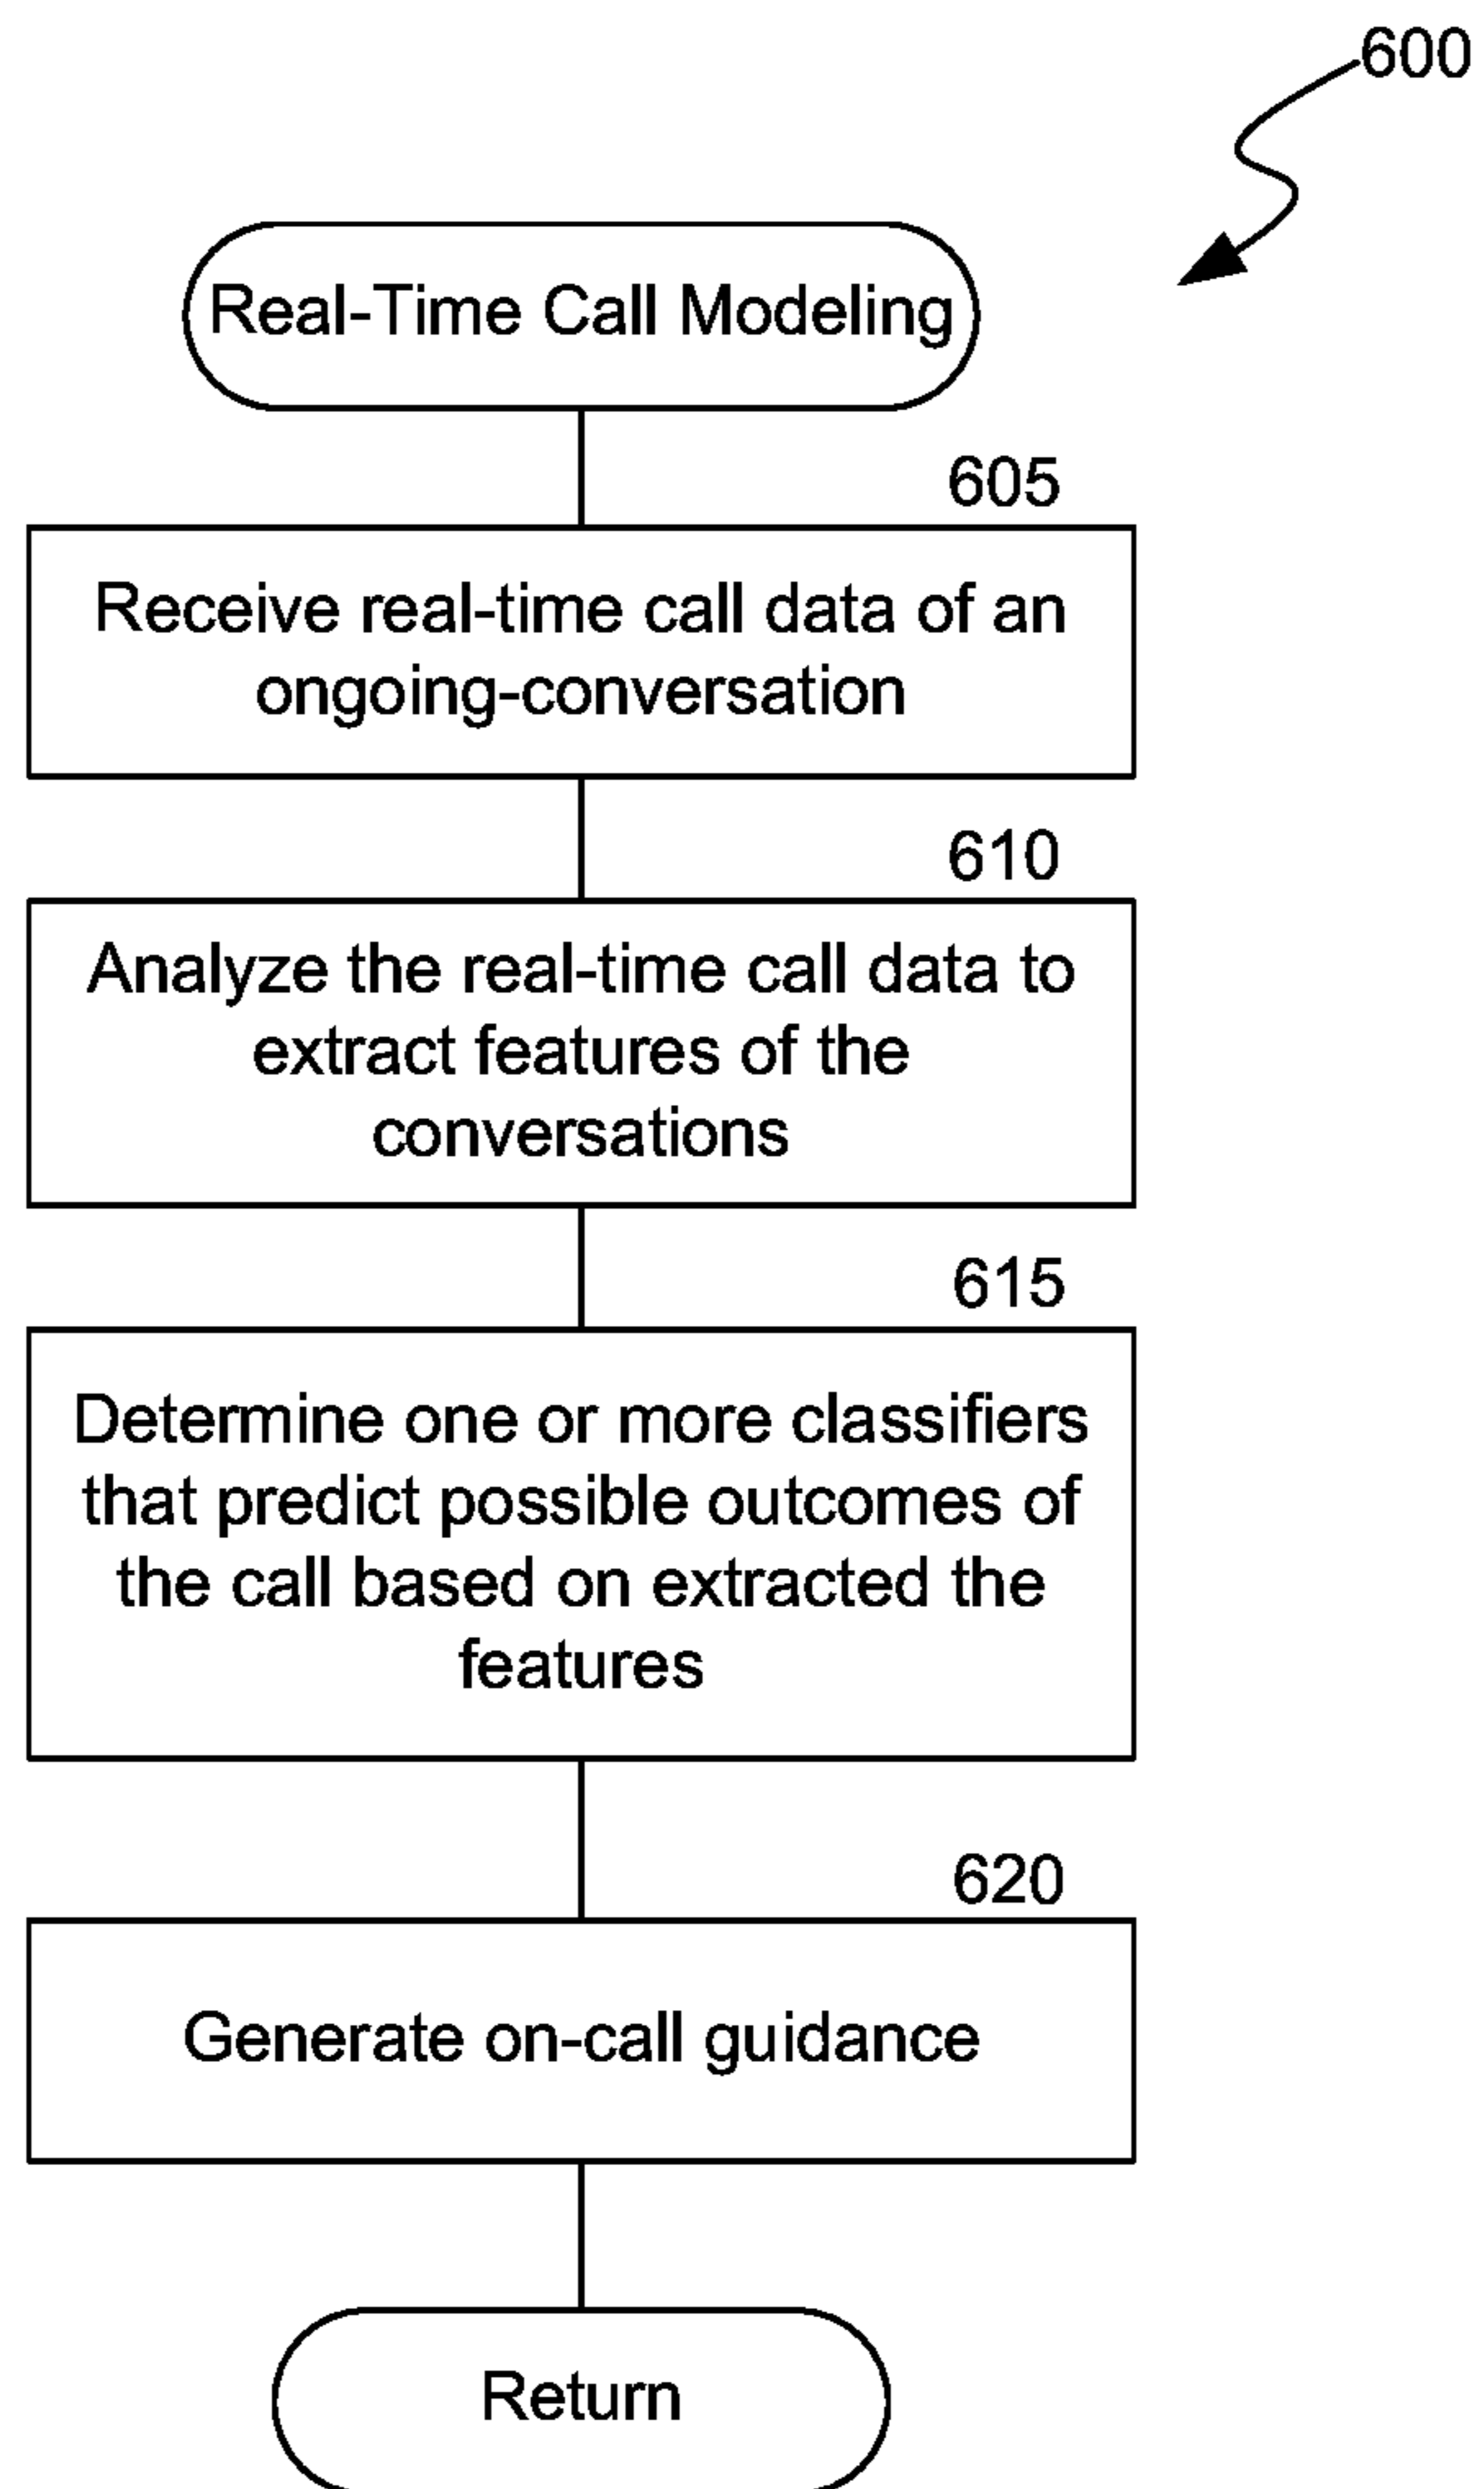 600
Real-Time Call Modeling
605
Receive real-time call data of an
ongoing-conversation
610
Analyze the real-time call data to
extract features of the
conversations
615
Determine one or more classifiers
that predict possible outcomes of
the call based on extracted the
features
620
Generate on-call guidance
Return